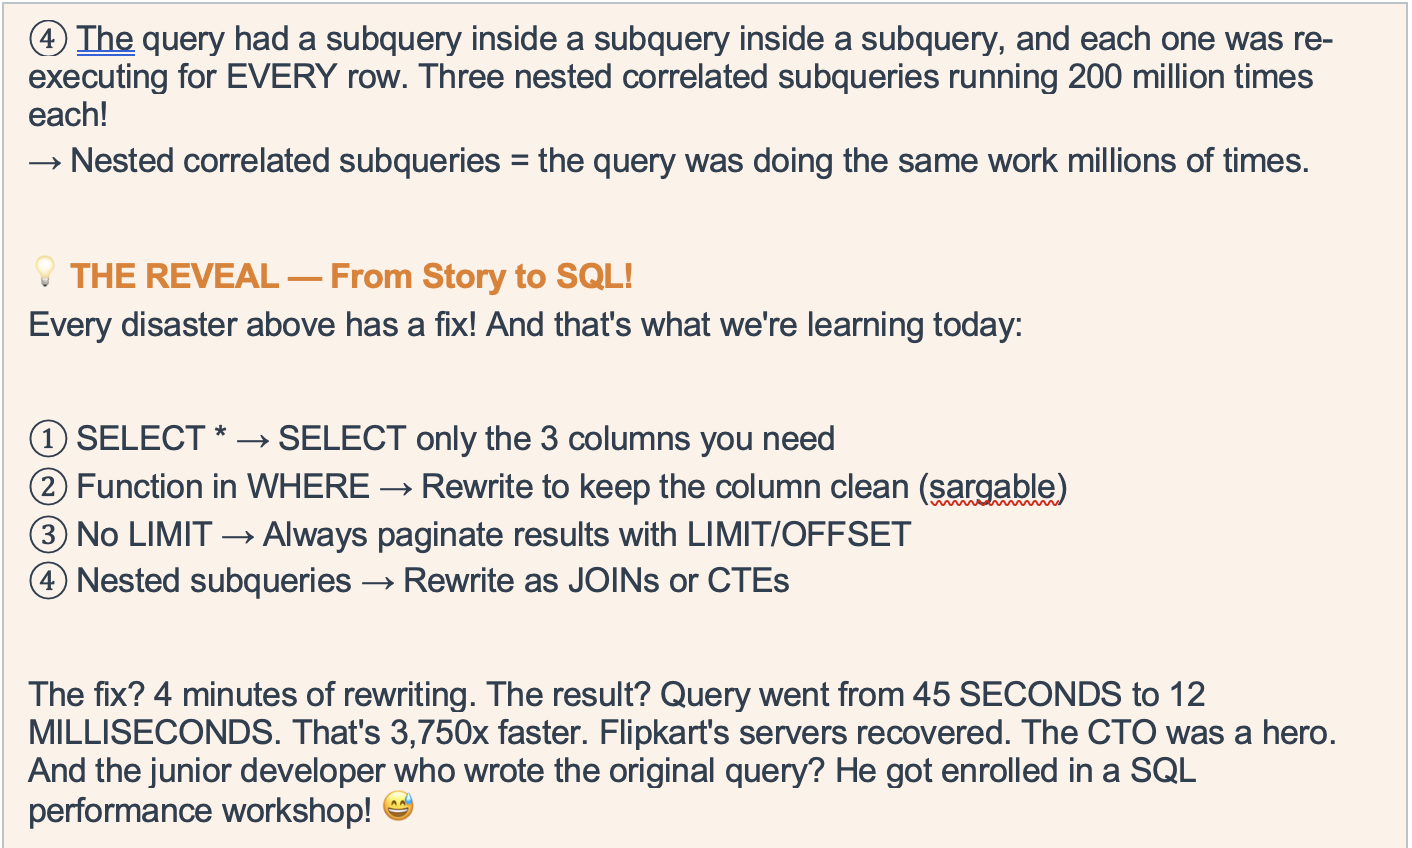 ④ The query had a subquery inside a subquery inside a subquery, and each one was re-
executing for EVERY row. Three nested correlated subqueries running 200 million times
each!
→ Nested correlated subqueries = the query was doing the same work millions of times.
💡 THE REVEAL — From Story to SQL!
Every disaster above has a fix! And that's what we're learning today:
① SELECT * → SELECT only the 3 columns you need
② Function in WHERE → Rewrite to keep the column clean (sargable)
③ No LIMIT → Always paginate results with LIMIT/OFFSET
④ Nested subqueries → Rewrite as JOINs or CTEs
The fix? 4 minutes of rewriting. The result? Query went from 45 SECONDS to 12
MILLISECONDS. That's 3,750x faster. Flipkart's servers recovered. The CTO was a hero.
And the junior developer who wrote the original query? He got enrolled in a SQL
performance workshop! 😅